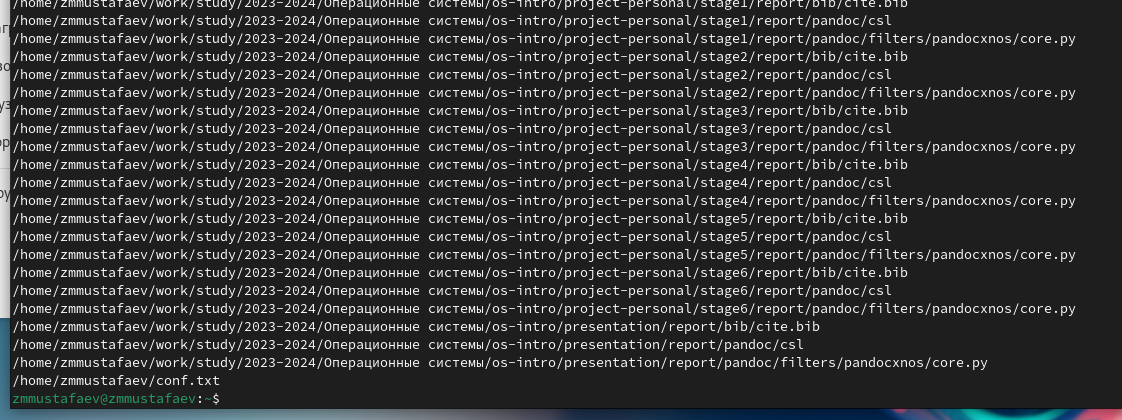 /home/zmmustafaev/work/study/2023-2024/Операционные системы/os-intro/project-personal/stage1/report/bib/cite.bib
/home/zmmustafaev/work/study/2023-2024/Операционные системы/os-intro/project-personal/stage1/report/pandoc/csl
/home/zmmustafaev/work/study/2023-2024/Операционные системы/os-intro/project-personal/stage1/report/pandoc/filters/pandocxnos/core.py
/home/zmmustafaev/work/study/2023-2024/Операционные системы/os-intro/project-personal/stage2/report/bib/cite.bib
/home/zmmustafaev/work/study/2023-2024/Операционные системы/os-intro/project-personal/stage2/report/pandoc/csl
/home/zmmustafaev/work/study/2023-2024/Операционные системы/os-intro/project-personal/stage2/report/pandoc/filters/pandocxnos/core.py
/home/zmmustafaev/work/study/2023-2024/Операционные системы/os-intro/project-personal/stage3/report/bib/cite.bib
/home/zmmustafaev/work/study/2023-2024/Операционные системы/os-intro/project-personal/stage3/report/pandoc/csl
/home/zmmustafaev/work/study/2023-2024/Операционные системы/os-intro/project-personal/stage3/report/pandoc/filters/pandocxnos/core.py
/home/zmmustafaev/work/study/2023-2024/Операционные системы/os-intro/project-personal/stage4/report/bib/cite.bib
/home/zmmustafaev/work/study/2023-2024/Операционные системы/os-intro/project-personal/stage4/report/pandoc/csl
/home/zmmustafaev/work/study/2023-2024/Операционные системы/os-intro/project-personal/stage4/report/pandoc/filters/pandocxnos/core.py
/home/zmmustafaev/work/study/2023-2024/Операционные системы/os-intro/project-personal/stage5/report/bib/cite.bib
/home/zmmustafaev/work/study/2023-2024/Операционные системы/os-intro/project-personal/stage5/report/pandoc/csl
/home/zmmustafaev/work/study/2023-2024/Операционные системы/os-intro/project-personal/stage5/report/pandoc/filters/pandocxnos/core.py
/home/zmmustafaev/work/study/2023-2024/Операционные системы/os-intro/project-personal/stage6/report/bib/cite.bib
/home/zmmustafaev/work/study/2023-2024/Операционные системы/os-intro/project-personal/stage6/report/pandoc/csl
/home/zmmustafaev/work/study/2023-2024/Операционные системы/os-intro/project-personal/stage6/report/pandoc/filters/pandocxnos/core.py
/home/zmmustafaev/work/study/2023-2024/Операционные системы/os-intro/presentation/report/bib/cite.bib
/home/zmmustafaev/work/study/2023-2024/Операционные системы/os-intro/presentation/report/pandoc/csl
/home/zmmustafaev/work/study/2023-2024/Операционные системы/os-intro/presentation/report/pandoc/filters/pandocxnos/core.py
/home/zmmustafaev/conf.txt
zmmustafaev@zmmustafaev:~$